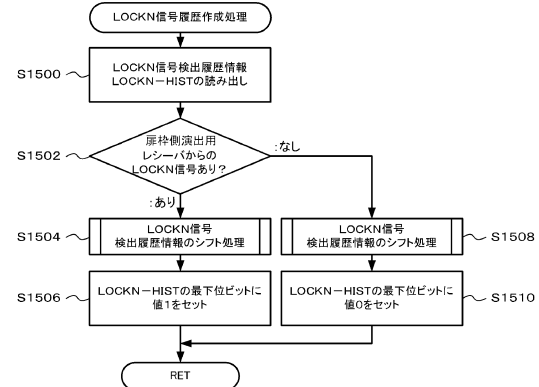 LOCKN信号履歴作成処理
S1500
LOCKN信号検出履歴情報
LOCKN－HISTの読み出し
S1502
扉枠側演出用
レシーバからの
LOCKN信号あり？
：なし
：あり
S1504
LOCKN信号
検出履歴情報のシフト処理
LOCKN信号
検出履歴情報のシフト処理
S1508
S1506
LOCKN－HISTの最下位ビットに
値1をセット
LOCKN－HISTの最下位ビットに
値0をセット
S1510
RET